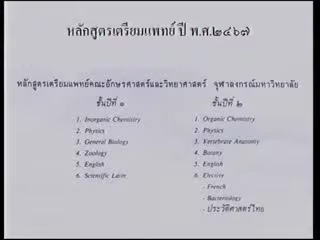 หลักสูตรเตรียมแพทย์ ปี พ.ศ.๒๔๖๗
หลักสูตรเตรียมแพทย์คณะอักษรศาสตร์และวิทยาศาสตร์ จุฬาลงกรณ์มหาวิทยาลัย
ชั้นปีที่ ๑
1. Inorganic Chemistry
2. Physics
3. General Biology
4. Zoology
5. English
6. Scientific Latin
ชั้นปีที่ ๒
1. Organic Chemistry
2. Physics
3. Vertebrate Anatomy
4. Botany
5. English
6. Elective
- French
- Bacteriology
- ประวัติศาสตร์ไทย